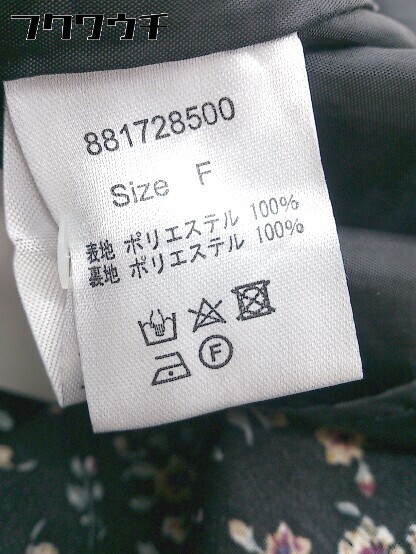 フクワウチ
881728500
Size F
表地 ポリエステル 100%
裏地 ポリエステル 100%
F